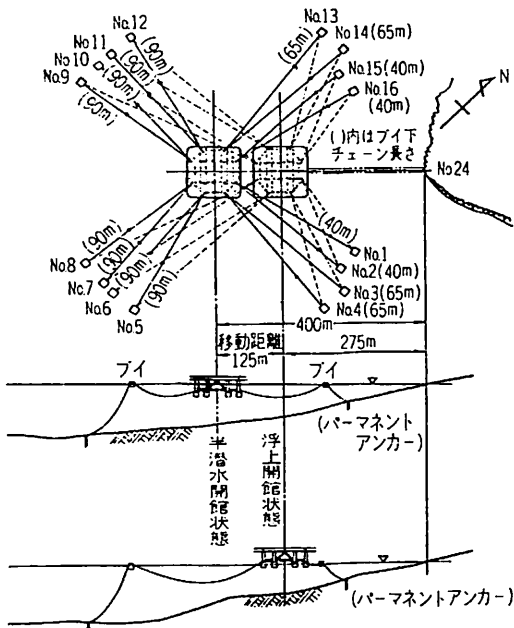 No.12
No.11
No.10
No.9
(90m)
(90m)
(90m)
(90m)
No.13
No.14(65m)
No.15(40m)
No.16
(40m)
(65m)
N
( )内はブイ下
チェーン長さ
No.24
(90m)
(90m)
(90m)
(90m)
No.8
No.7
No.6
No.5
(40m)
No.1
No.2(40m)
No.3(65m)
No.4(65m)
400m
移動距離
125m
275m
ブイ
ブイ
(パーマネント
アンカー)
半潜水開館状態
浮上開館状態
(パーマネントアンカー)